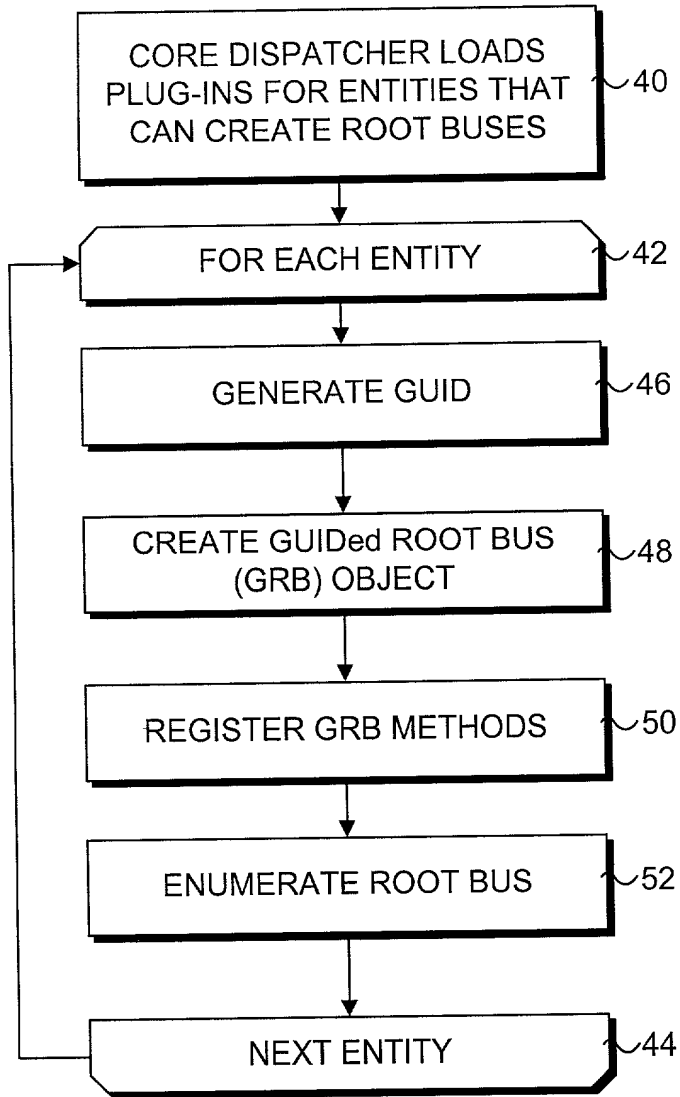 CORE DISPATCHER LOADS
PLUG-INS FOR ENTITIES THAT
CAN CREATE ROOT BUSES
40
FOR EACH ENTITY
42
GENERATE GUID
46
CREATE GUIDed ROOT BUS
(GRB) OBJECT
48
REGISTER GRB METHODS
50
ENUMERATE ROOT BUS
52
NEXT ENTITY
44